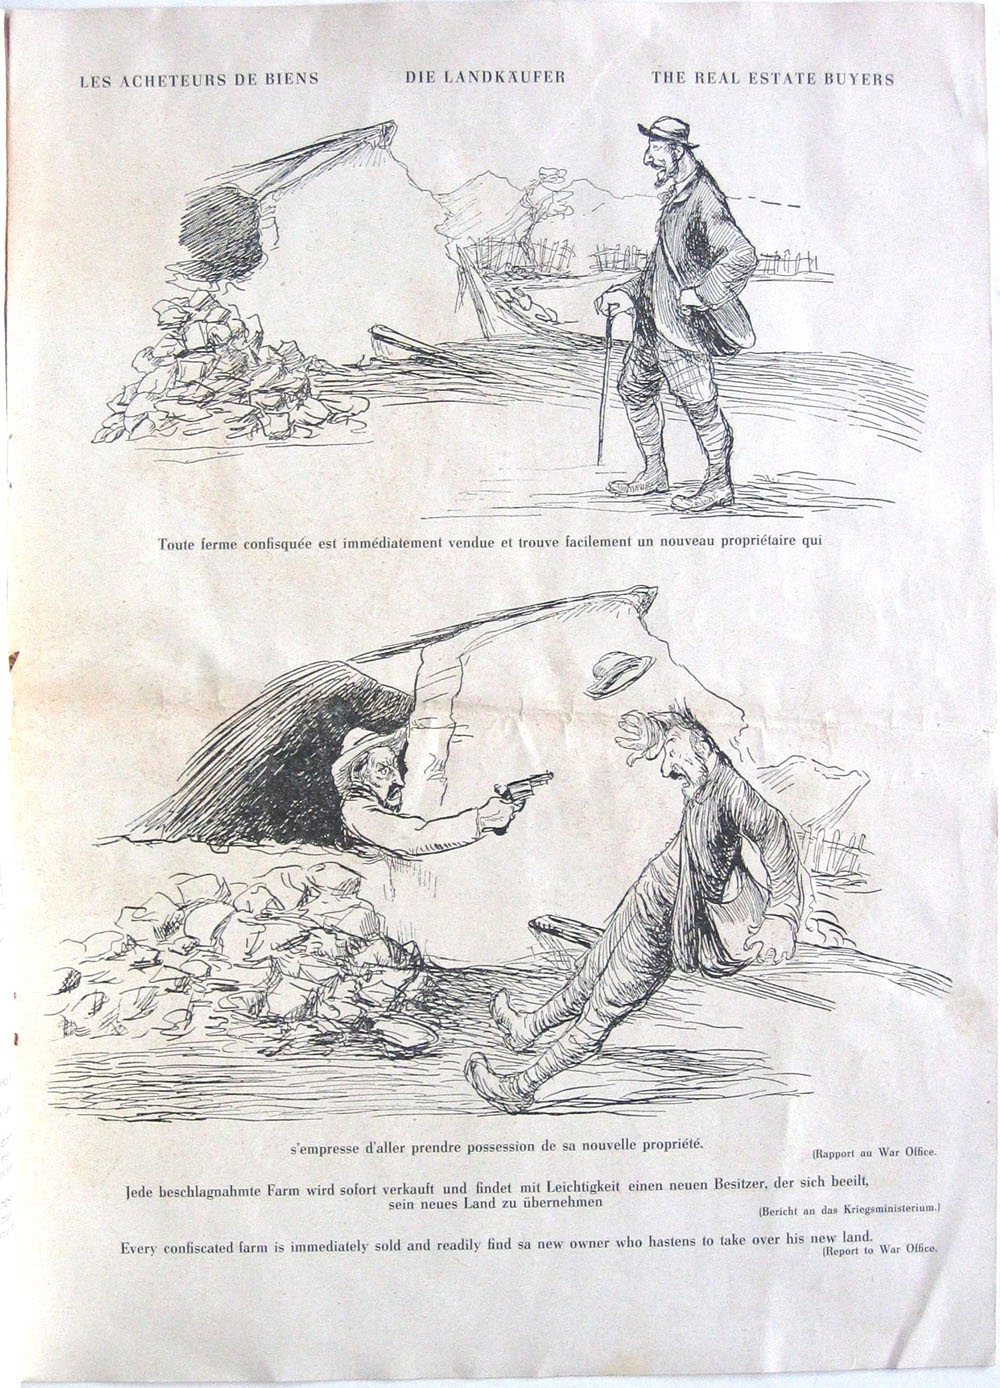 LES ACHETEURS DE BIENS
DIE LANDKÄUFER
THE REAL ESTATE BUYERS
Toute ferme confisquée est immédiatement vendue et trouve facilement un nouveau propriétaire qui
s'empresse d'aller prendre possession de sa nouvelle propriété.
(Rapport au War Office.
Jede beschlagnahmte Farm wird sofort verkauft und findet mit Leichtigkeit einen neuen Besitzer, der sich beeilt,
sein neues Land zu übernehmen
(Bericht an das Kriegsministerium.)
Every confiscated farm is immediately sold and readily find sa new owner who hastens to take over his new land.
(Report to War Office.